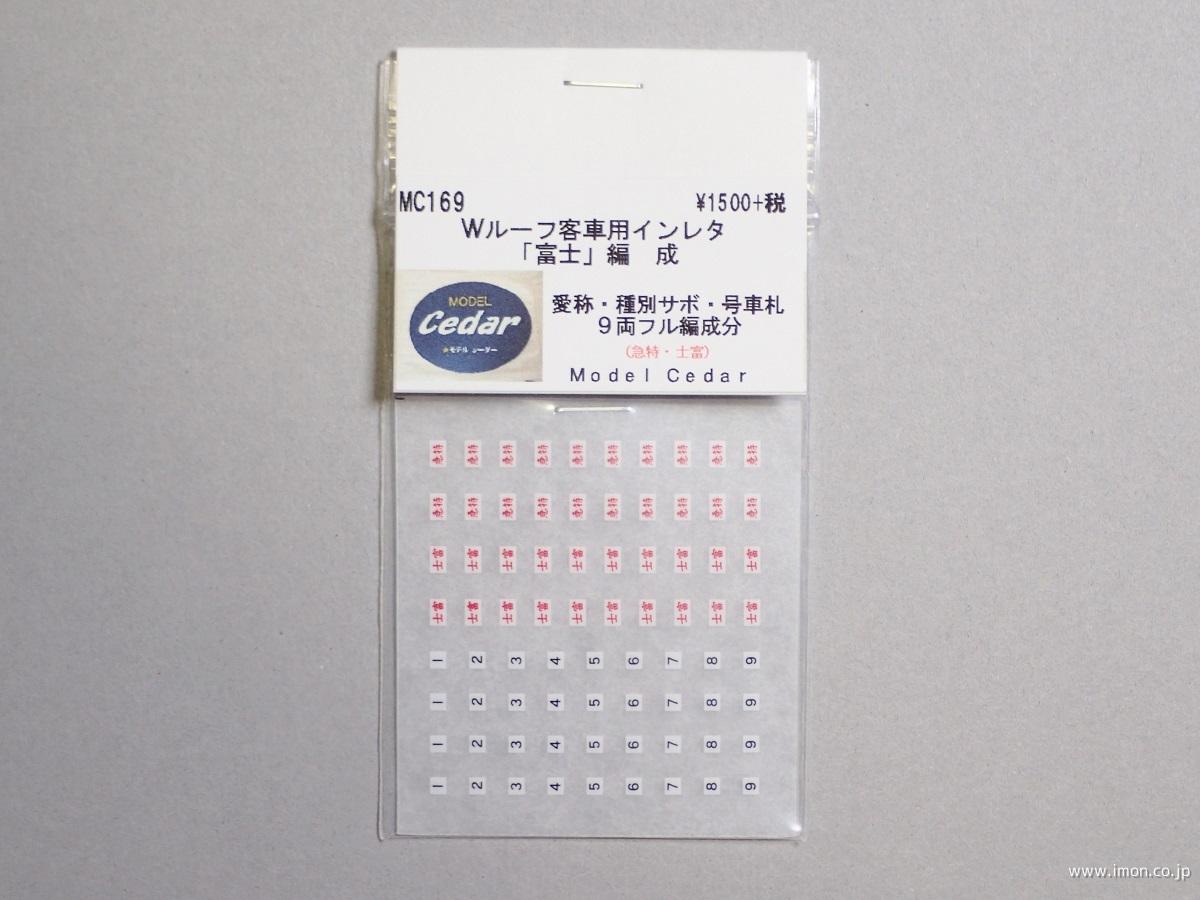 MC169 ¥1500+税
Wルーフ客車用インレタ
「富士」編 成
MODEL
Cedar
モデル シーダー
愛称・種別サボ・号車札
9両フル編成分
(急特・士富)
Model Cedar
急特 急特 急特 急特 急特 急特 急特 急特 急特 急特
急特 急特 急特 急特 急特 急特 急特 急特 急特 急特
士富 士富 士富 士富 士富 士富 士富 士富 士富 士富
士富 士富 士富 士富 士富 士富 士富 士富 士富 士富
1 2 3 4 5 6 7 8 9
1 2 3 4 5 6 7 8 9
1 2 3 4 5 6 7 8 9
1 2 3 4 5 6 7 8 9
www.imon.co.jp